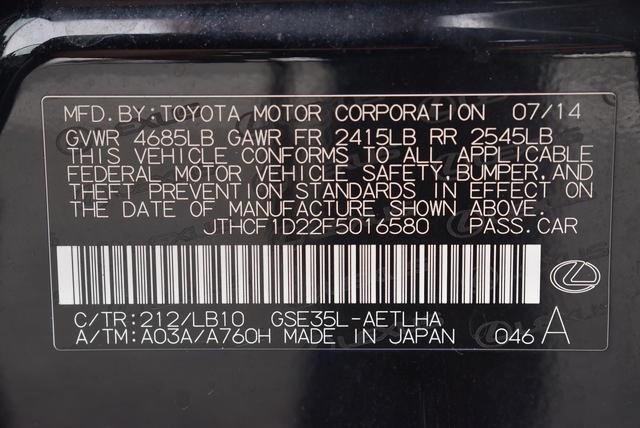 MFD.BY:TOYOTA MOTOR CORPORATION 07/14
GVWR 4685LB GAWR FR 2415LB RR 2545LB
THIS VEHICLE CONFORMS TO ALL APPLICABLE
FEDERAL MOTOR VEHICLE SAFETY,BUMPER,AND
THEFT PREVENTION STANDARDS IN EFFECT ON
THE DATE OF MANUFACTURE SHOWN ABOVE.
JTHCF1D22F5016580 PASS.CAR
C/TR:212/LB10 GSE35L-AETLHA
A/TM:A03A/A760H MADE IN JAPAN 046 A